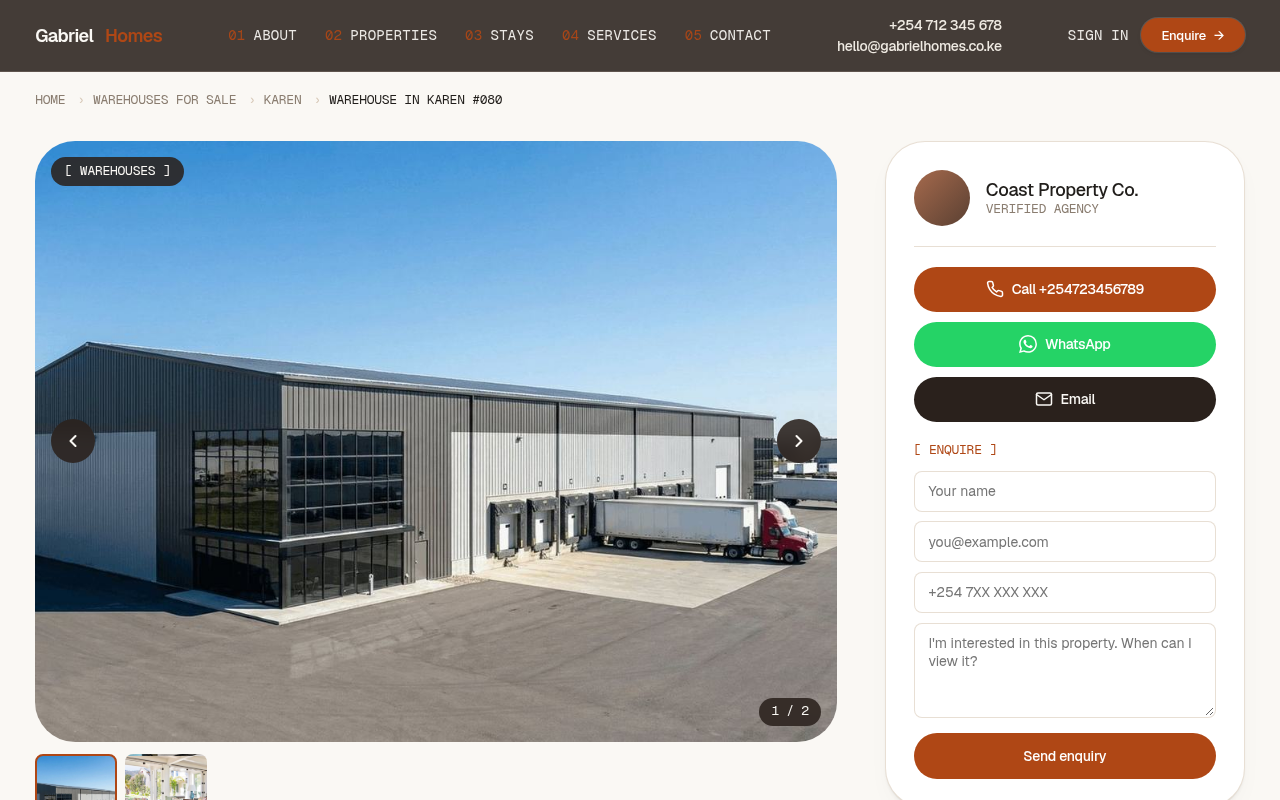 Gabriel Homes
01 ABOUT
02 PROPERTIES
03 STAYS
04 SERVICES
05 CONTACT
+254 712 345 678
hello@gabrielhomes.co.ke
SIGN IN
Enquire →
HOME › WAREHOUSES FOR SALE › KAREN › WAREHOUSE IN KAREN #080
[ WAREHOUSES ]
1 / 2
Coast Property Co.
VERIFIED AGENCY
Call +254723456789
WhatsApp
Email
[ ENQUIRE ]
Your name
you@example.com
+254 7XX XXX XXX
I'm interested in this property. When can I
view it?
Send enquiry